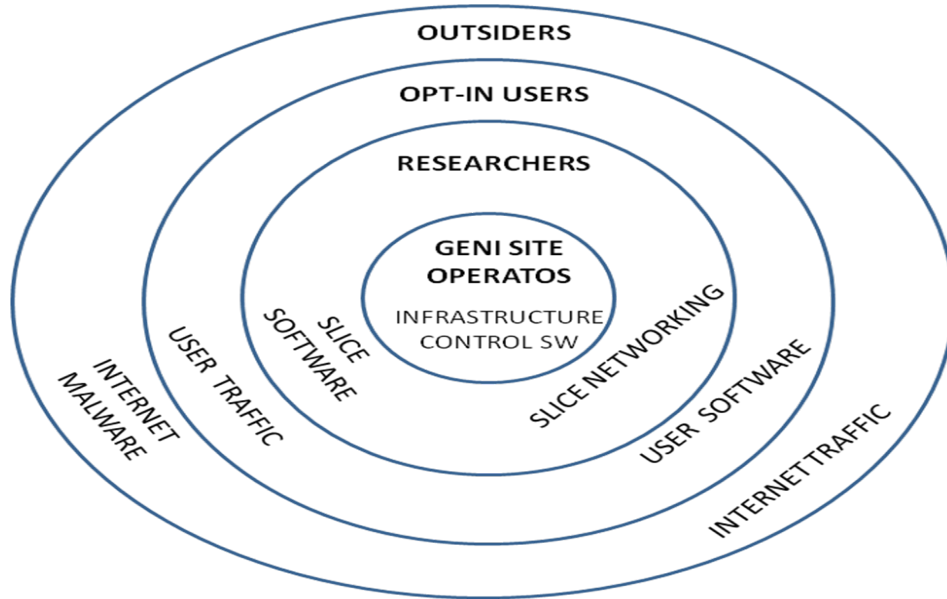 OUTSIDERS
OPT-IN USERS
RESEARCHERS
GENI SITE
OPERATOS
INFRASTRUCTURE
CONTROL SW
SLICE
SOFTWARE
SLICE NETWORKING
USER TRAFFIC
USER SOFTWARE
INTERNET
MALWARE
INTERNET TRAFFIC